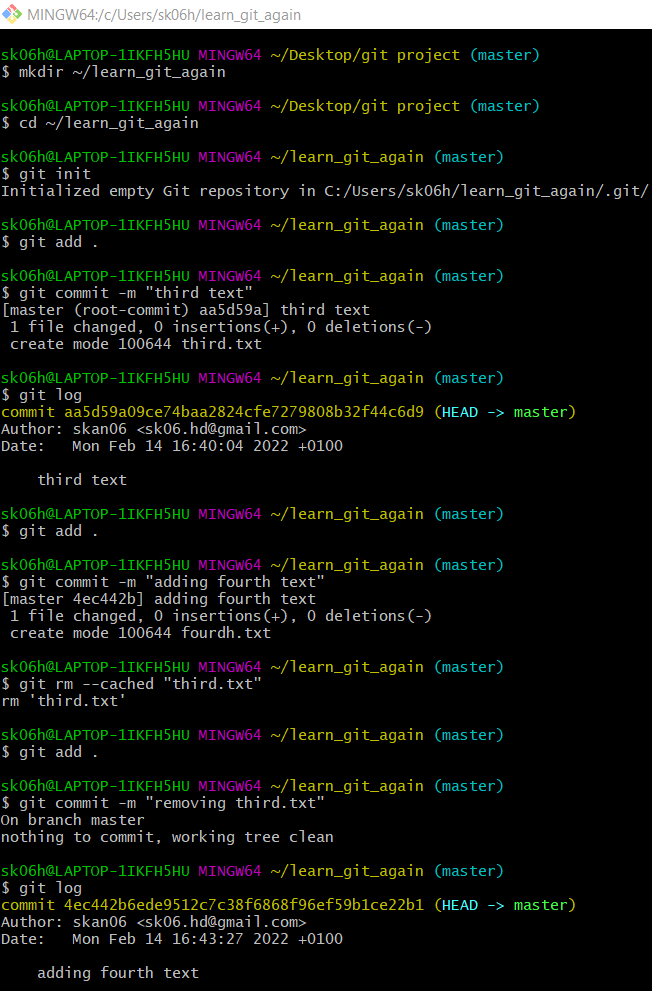 MINGW64:/c/Users/sk06h/learn_git_again
sk06h@LAPTOP-1IKFH5HU MINGW64 ~/Desktop/git project (master)
$ mkdir ~/learn_git_again
sk06h@LAPTOP-1IKFH5HU MINGW64 ~/Desktop/git project (master)
$ cd ~/learn_git_again
sk06h@LAPTOP-1IKFH5HU MINGW64 ~/learn_git_again (master)
$ git init
Initialized empty Git repository in C:/Users/sk06h/learn_git_again/.git/
sk06h@LAPTOP-1IKFH5HU MINGW64 ~/learn_git_again (master)
$ git add .
sk06h@LAPTOP-1IKFH5HU MINGW64 ~/learn_git_again (master)
$ git commit -m "third text"
[master (root-commit) aa5d59a] third text
 1 file changed, 0 insertions(+), 0 deletions(-)
 create mode 100644 third.txt
sk06h@LAPTOP-1IKFH5HU MINGW64 ~/learn_git_again (master)
$ git log
commit aa5d59a09ce74baa2824cfe7279808b32f44c6d9 (HEAD -> master)
Author: skan06 <sk06.hd@gmail.com>
Date:   Mon Feb 14 16:40:04 2022 +0100
    third text
sk06h@LAPTOP-1IKFH5HU MINGW64 ~/learn_git_again (master)
$ git add .
sk06h@LAPTOP-1IKFH5HU MINGW64 ~/learn_git_again (master)
$ git commit -m "adding fourth text"
[master 4ec442b] adding fourth text
 1 file changed, 0 insertions(+), 0 deletions(-)
 create mode 100644 fourdh.txt
sk06h@LAPTOP-1IKFH5HU MINGW64 ~/learn_git_again (master)
$ git rm --cached "third.txt"
rm 'third.txt'
sk06h@LAPTOP-1IKFH5HU MINGW64 ~/learn_git_again (master)
$ git add .
sk06h@LAPTOP-1IKFH5HU MINGW64 ~/learn_git_again (master)
$ git commit -m "removing third.txt"
On branch master
nothing to commit, working tree clean
sk06h@LAPTOP-1IKFH5HU MINGW64 ~/learn_git_again (master)
$ git log
commit 4ec442b6ede9512c7c38f6868f96ef59b1ce22b1 (HEAD -> master)
Author: skan06 <sk06.hd@gmail.com>
Date:   Mon Feb 14 16:43:27 2022 +0100
    adding fourth text